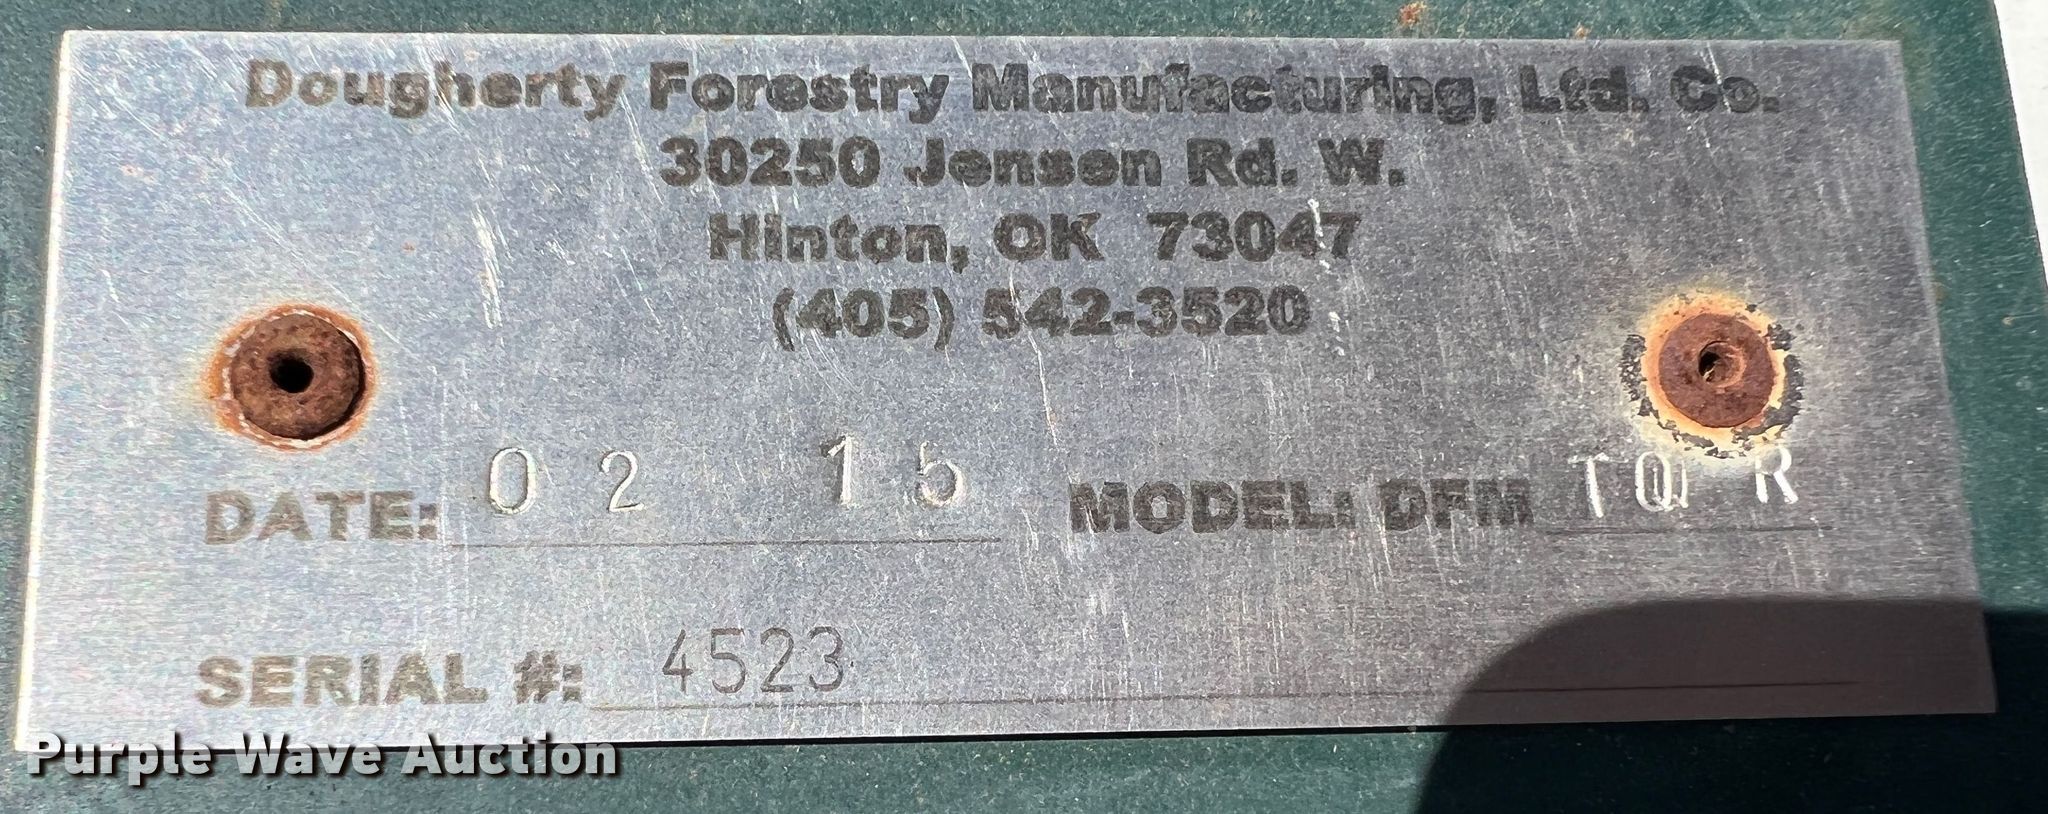 Dougherty Forestry Manufacturing, Ltd. Co.
30250 Jensen Rd. W.
Hinton, OK 73047
(405) 542-3520
DATE: 02 15 MODEL: DFM TQ R
SERIAL #: 4523
Purple Wave Auction